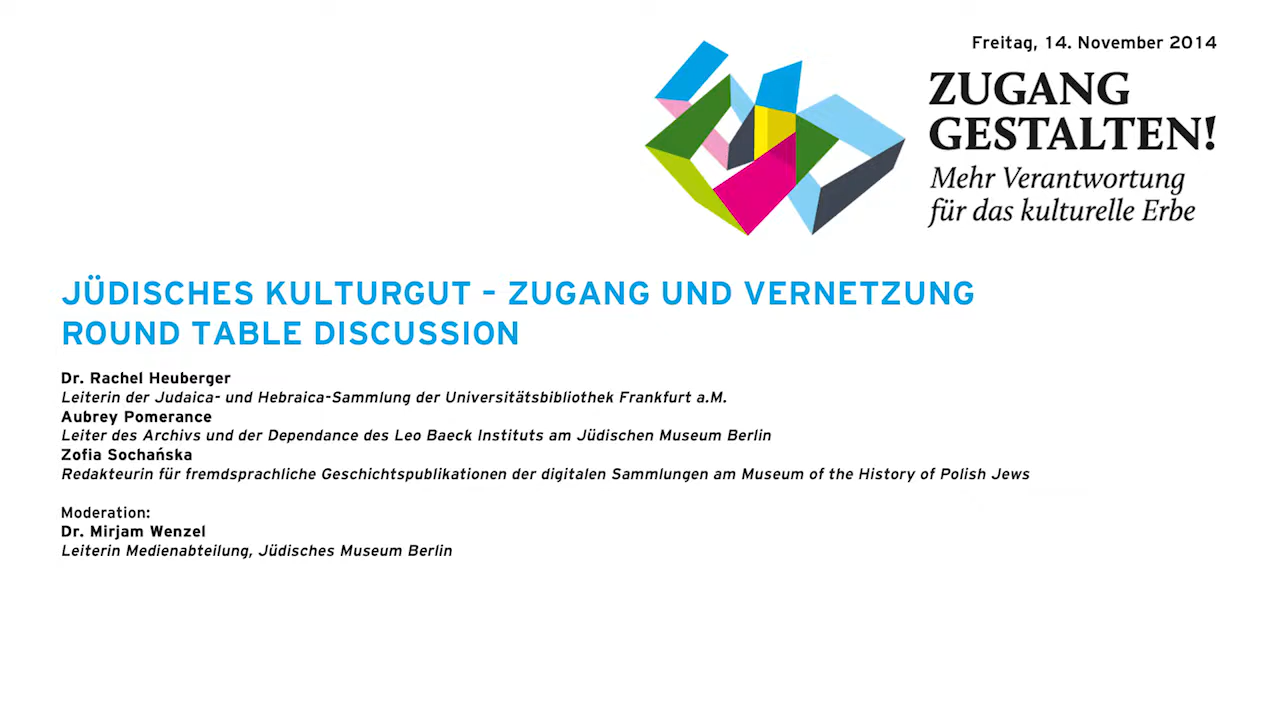 Freitag, 14. November 2014
ZUGANG
GESTALTEN!
Mehr Verantwortung
für das kulturelle Erbe
JÜDISCHES KULTURGUT – ZUGANG UND VERNETZUNG
ROUND TABLE DISCUSSION
Dr. Rachel Heuberger
Leiterin der Judaica- und Hebraica-Sammlung der Universitätsbibliothek Frankfurt a.M.
Aubrey Pomerance
Leiter des Archivs und der Dependance des Leo Baeck Instituts am Jüdischen Museum Berlin
Zofia Sochańska
Redakteurin für fremdsprachliche Geschichtspublikationen der digitalen Sammlungen am Museum of the History of Polish Jews
Moderation:
Dr. Mirjam Wenzel
Leiterin Medienabteilung, Jüdisches Museum Berlin